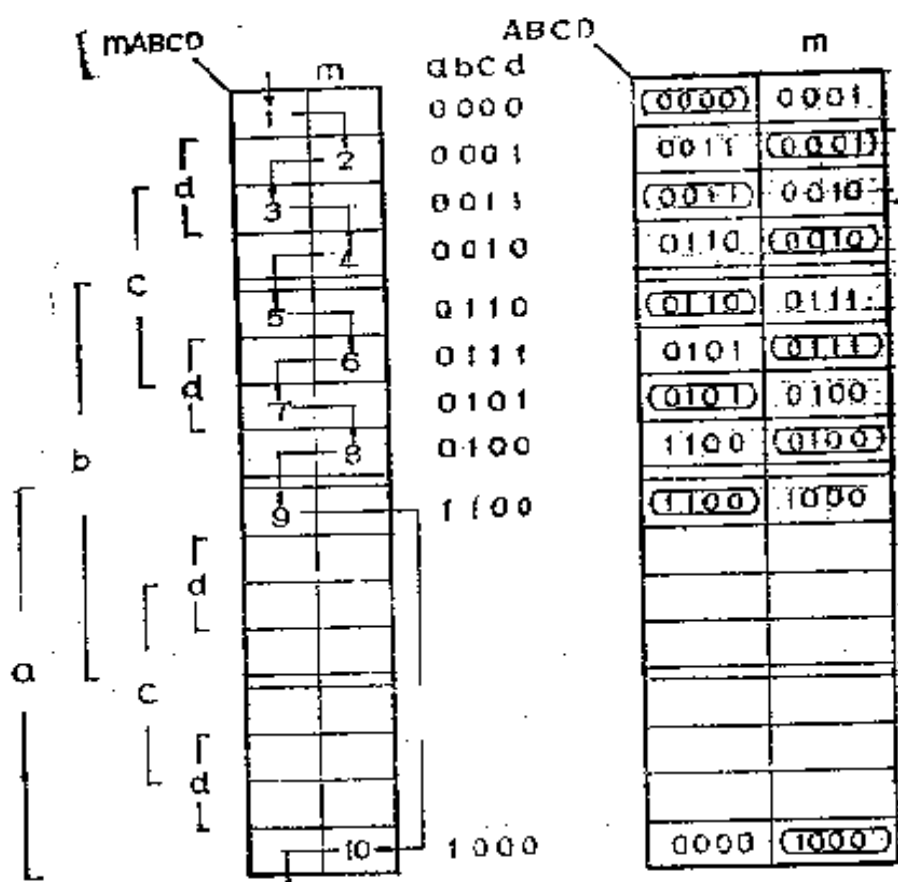 mABCD ABCD
m abcd m
1 0000 0000 0001
2 0001 0011 0001
d
3 0011 0011 0010
4 0010 0110 0010
c
5 0110 0110 0111
6 0111 0101 0111
d
7 0101 0101 0100
8 0100 1100 0100
b
9 1100 1100 1000
d
a
c
d
10 1000 0000 1000